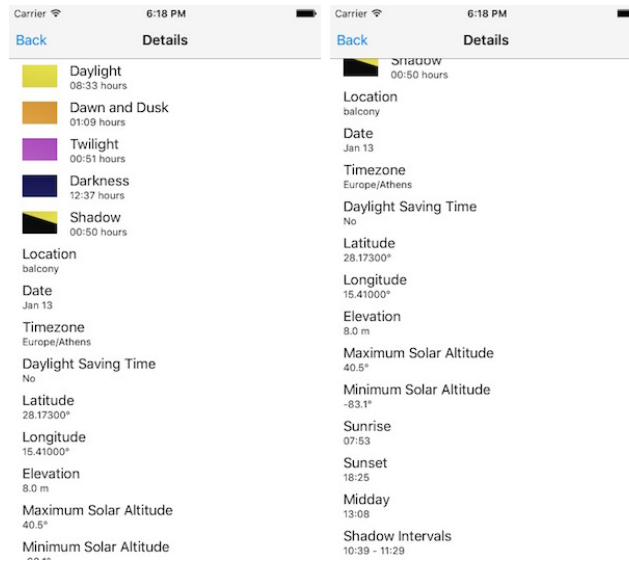 Carrier 6:18 PM
Back Details
Daylight
08:33 hours
Dawn and Dusk
01:09 hours
Twilight
00:51 hours
Darkness
12:37 hours
Shadow
00:50 hours
Location
balcony
Date
Jan 13
Timezone
Europe/Athens
Daylight Saving Time
No
Latitude
28.17300°
Longitude
15.41000°
Elevation
8.0 m
Maximum Solar Altitude
40.5°
Minimum Solar Altitude
Carrier 6:18 PM
Back Details
Shadow
00:50 hours
Location
balcony
Date
Jan 13
Timezone
Europe/Athens
Daylight Saving Time
No
Latitude
28.17300°
Longitude
15.41000°
Elevation
8.0 m
Maximum Solar Altitude
40.5°
Minimum Solar Altitude
-83.1°
Sunrise
07:53
Sunset
18:25
Midday
13:08
Shadow Intervals
10:39 - 11:29